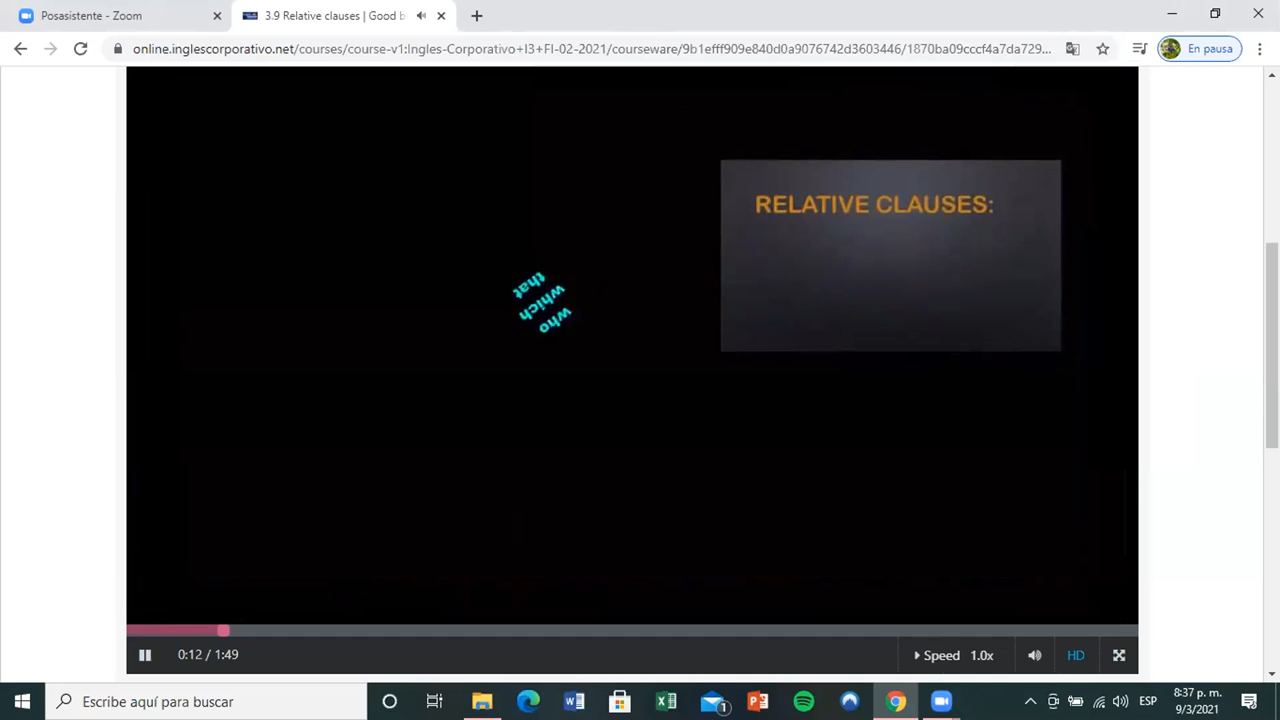 Posasistente - Zoom
3.9 Relative clauses | Good b
online.inglescorporativo.net/courses/course-v1:Ingles-Corporativo+I3+FI-02-2021/courseware/9b1efff909e840d0a9076742d3603446/1870ba09cccf4a7da729...
En pausa
RELATIVE CLAUSES:
who
which
that
0:12 / 1:49
Speed 1.0x
HD
Escribe aquí para buscar
1
ESP
8:37 p. m.
9/3/2021